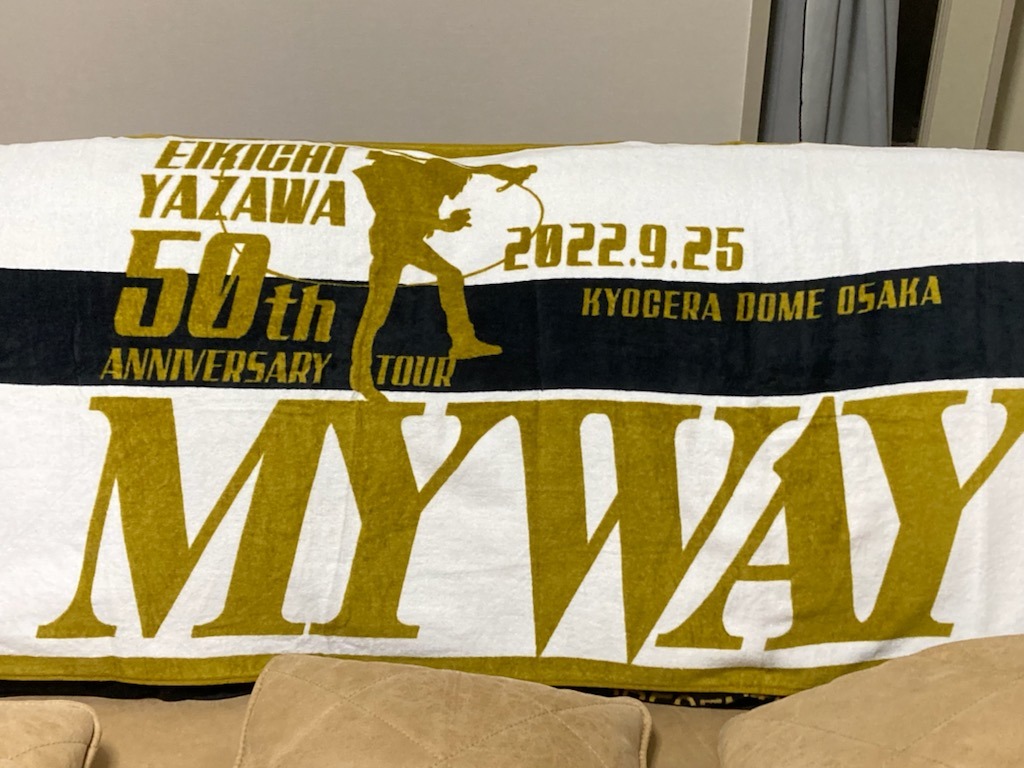 EIKICHI
YAZAWA
50th
ANNIVERSARY TOUR
2022.9.25
KYOCERA DOME OSAKA
MY WAY